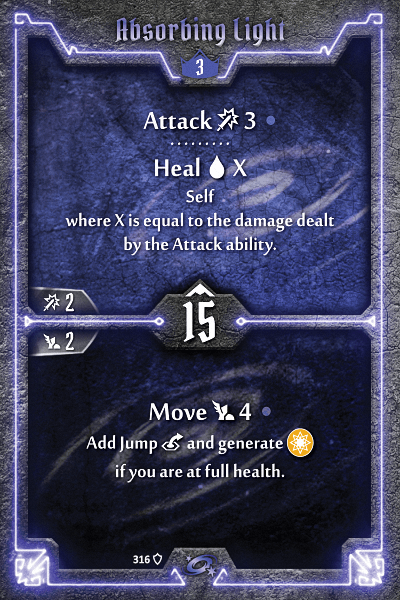 Absorbing Light
3
Attack 3
Heal X
Self
where X is equal to the damage dealt
by the Attack ability.
2
15
2
Move 4
Add Jump and generate
if you are at full health.
316